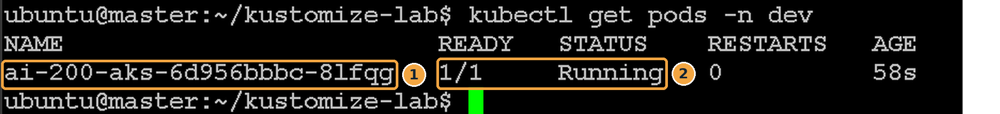 ubuntu@master:~/kustomize-lab$ kubectl get pods -n dev
NAME READY STATUS RESTARTS AGE
ai-200-aks-6d956bbbc-8lfqg 1 1/1 Running 2 0 58s
ubuntu@master:~/kustomize-lab$